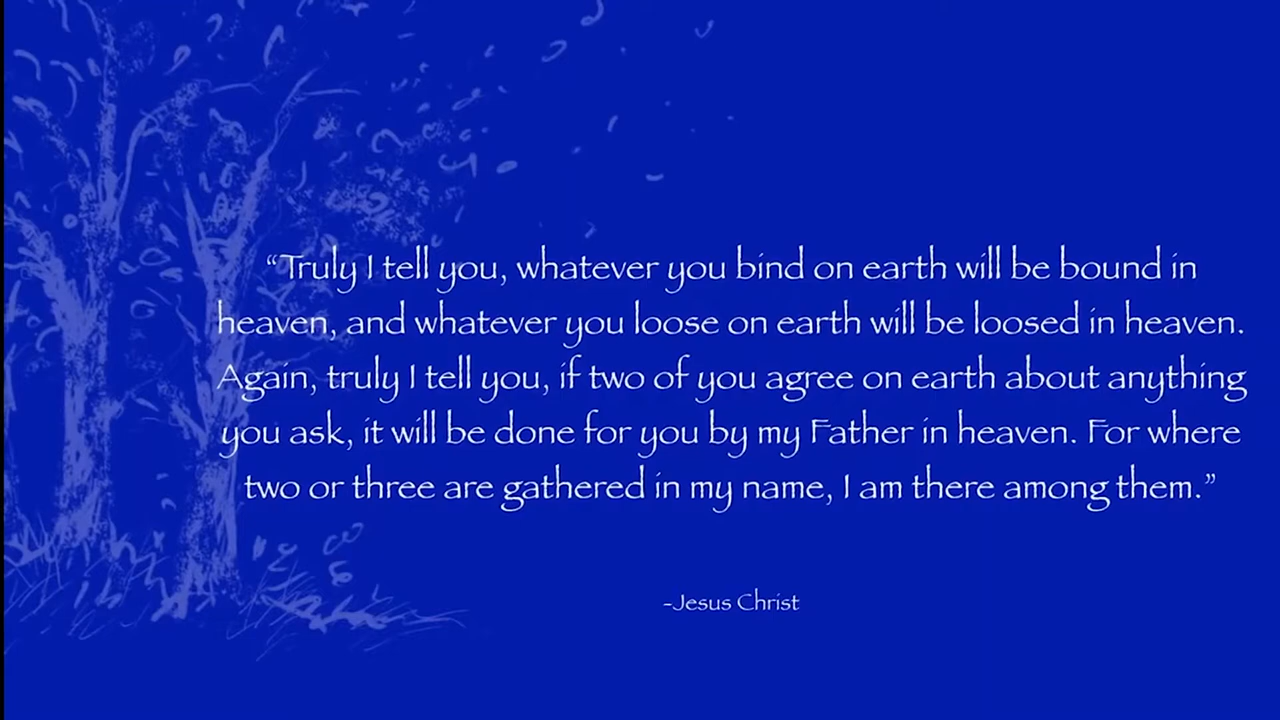 “Truly I tell you, whatever you bind on earth will be bound in
heaven, and whatever you loose on earth will be loosed in heaven.
Again, truly I tell you, if two of you agree on earth about anything
you ask, it will be done for you by my Father in heaven. For where
two or three are gathered in my name, I am there among them.”
-Jesus Christ